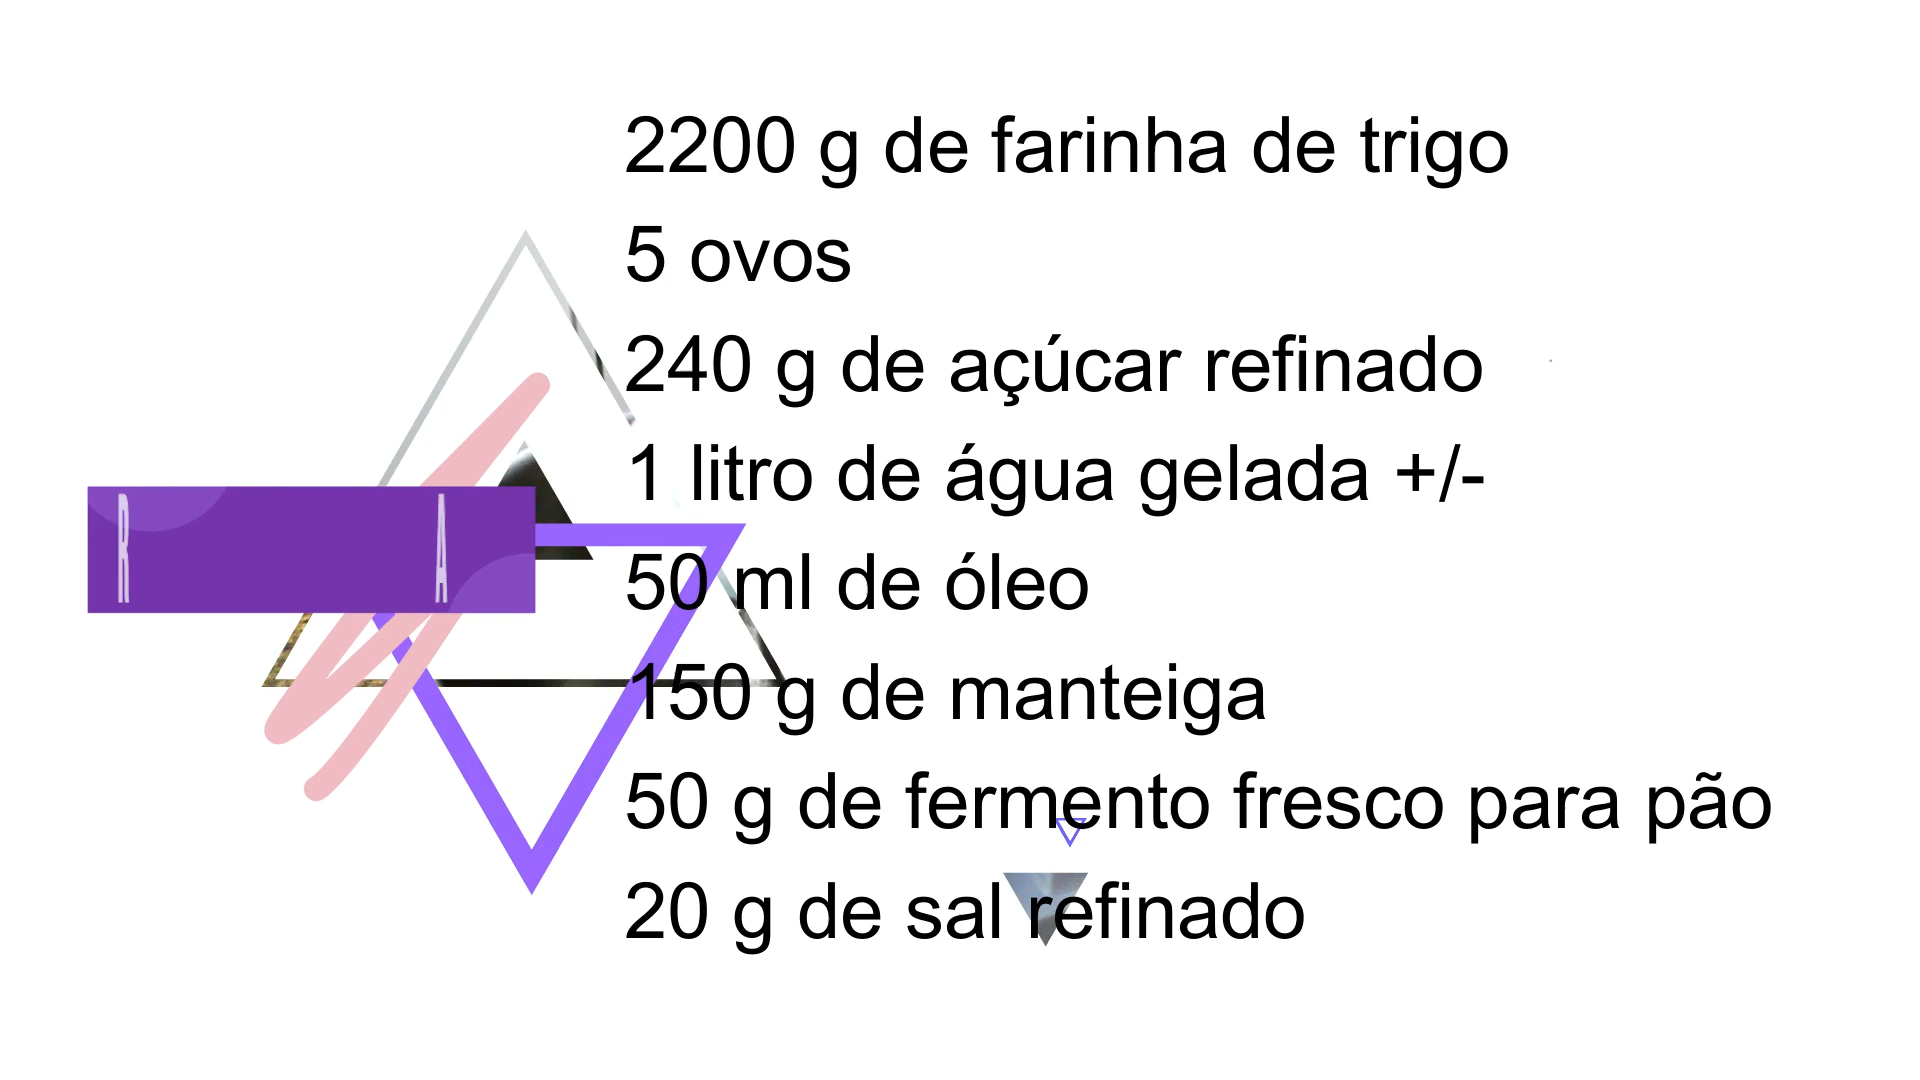 2200 g de farinha de trigo
5 ovos
240 g de açúcar refinado
1 litro de água gelada +/-
R A
50 ml de óleo
150 g de manteiga
50 g de fermento fresco para pão
20 g de sal refinado